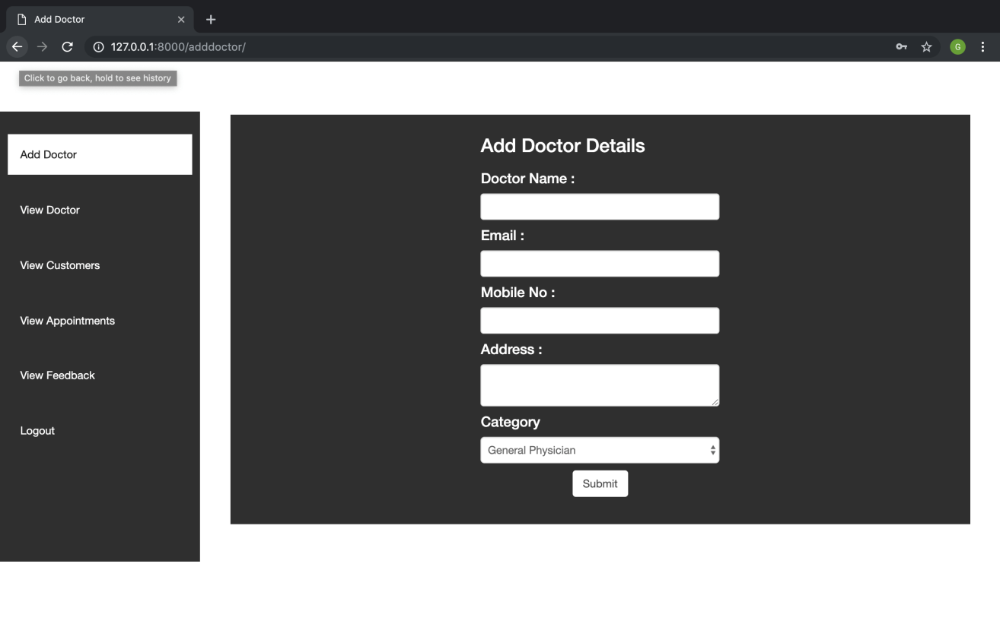 Add Doctor
127.0.0.1:8000/adddoctor/
G
Click to go back, hold to see history
Add Doctor
View Doctor
View Customers
View Appointments
View Feedback
Logout
Add Doctor Details
Doctor Name :
Email :
Mobile No :
Address :
Category
General Physician
Submit